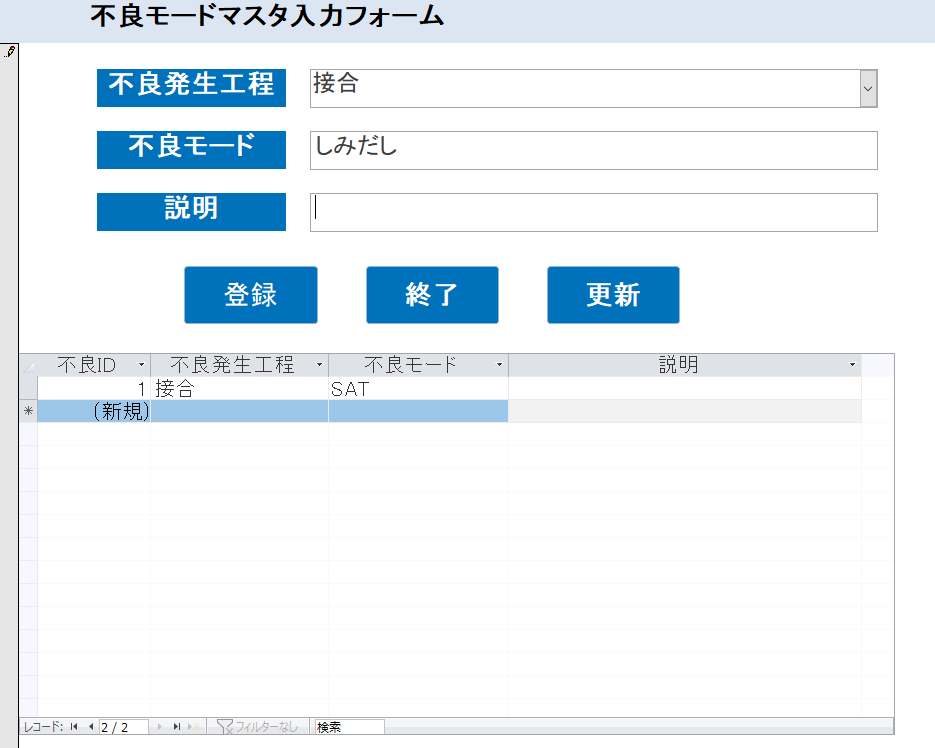 不良モードマスタ入力フォーム
不良発生工程 接合
不良モード しみだし
説明
登録 終了 更新
不良ID 不良発生工程 不良モード 説明
1 接合 SAT
* (新規)
レコード: 2 / 2 フィルターなし 検索